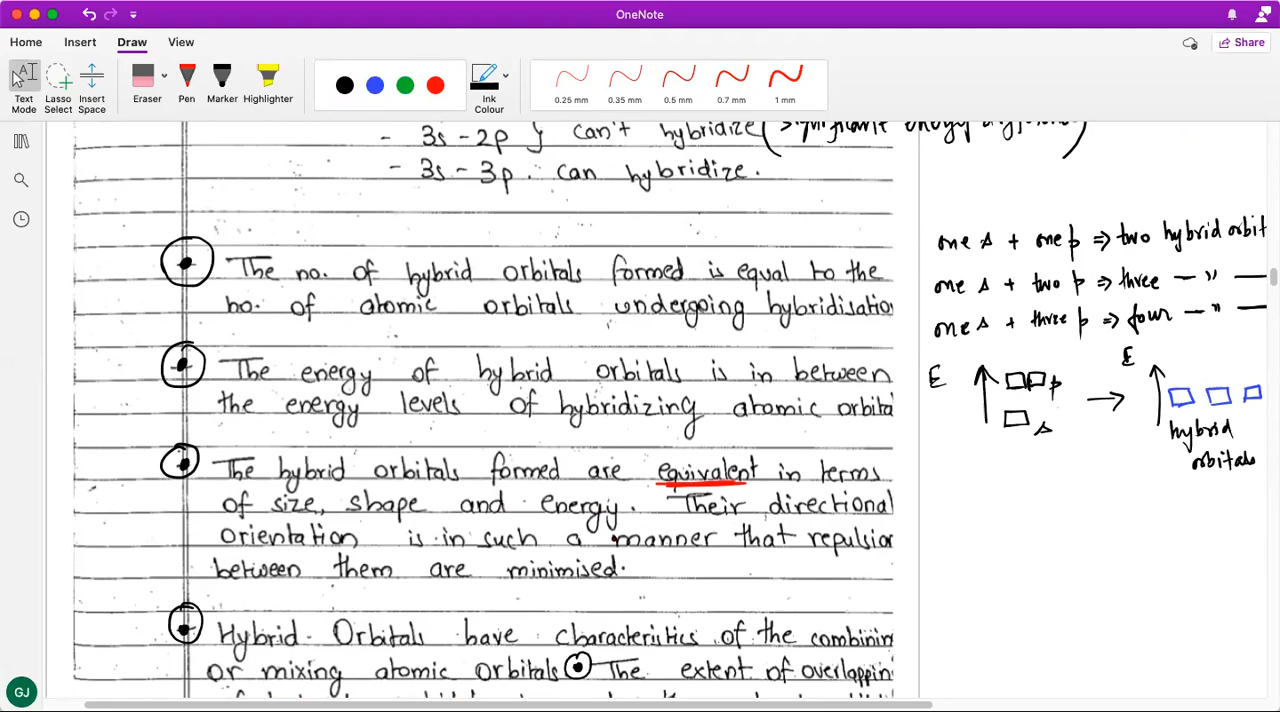 OneNote
Home Insert Draw View
Share
Text Mode
Lasso Select
Insert Space
Eraser
Pen
Marker
Highlighter
Ink Colour
0.25 mm
0.35 mm
0.5 mm
0.7 mm
1 mm
- 3s - 2p } can't hybridize (significant energy
- 3s - 3p. can hybridize.
The no. of hybrid orbitals formed is equal to the
no. of atomic orbitals undergoing hybridisation
The energy of hybrid orbitals is in between
the energy levels of hybridizing atomic orbita
The hybrid orbitals formed are equivalent in terms
of size, shape and energy. Their directional
orientation is in such a manner that repulsion
between them are minimised.
Hybrid Orbitals have characteristics of the combinin
or mixing atomic orbitals The extent of overlappin
one s + one p ⇒ two hybrid orbit
one s + two p ⇒ three — " —
one s + three p ⇒ four — " —
E
p
s
E
hybrid
orbitals
GJ